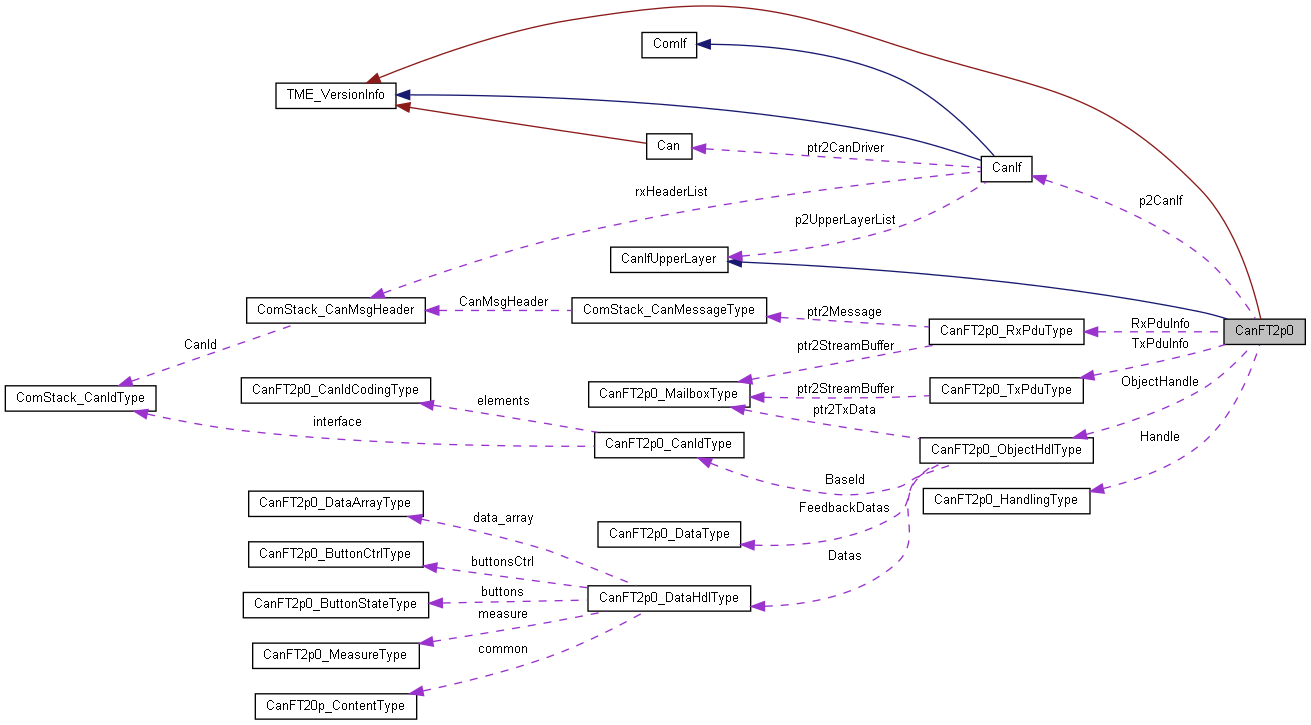 ComIf
TME_VersionInfo
Can
ptr2CanDriver
CanIf
rxHeaderList
p2CanIf
p2UpperLayerList
CanIfUpperLayer
CanMsgHeader
ComStack_CanMsgHeader
ComStack_CanMessageType
ptr2Message
RxPduInfo
CanFT2p0_RxPduType
CanFT2p0
CanId
ptr2StreamBuffer
TxPduInfo
ComStack_CanIdType
CanFT2p0_CanIdCodingType
CanFT2p0_MailboxType
ptr2StreamBuffer
CanFT2p0_TxPduType
ObjectHandle
elements
ptr2TxData
interface
CanFT2p0_CanIdType
CanFT2p0_ObjectHdlType
Handle
BaseId
CanFT2p0_HandlingType
CanFT2p0_DataArrayType
data_array
FeedbackDatas
CanFT2p0_DataType
CanFT2p0_ButtonCtrlType
buttonsCtrl
Datas
CanFT2p0_ButtonStateType
buttons
CanFT2p0_DataHdlType
measure
CanFT2p0_MeasureType
common
CanFT20p_ContentType